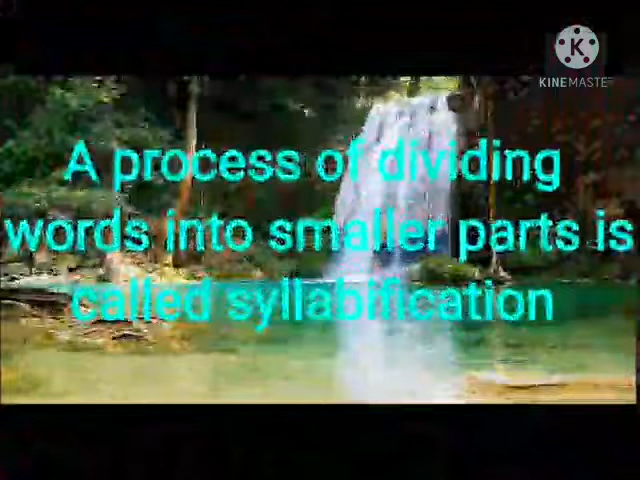 KINEMASTER
A process of dividing
words into smaller parts is
called syllabification